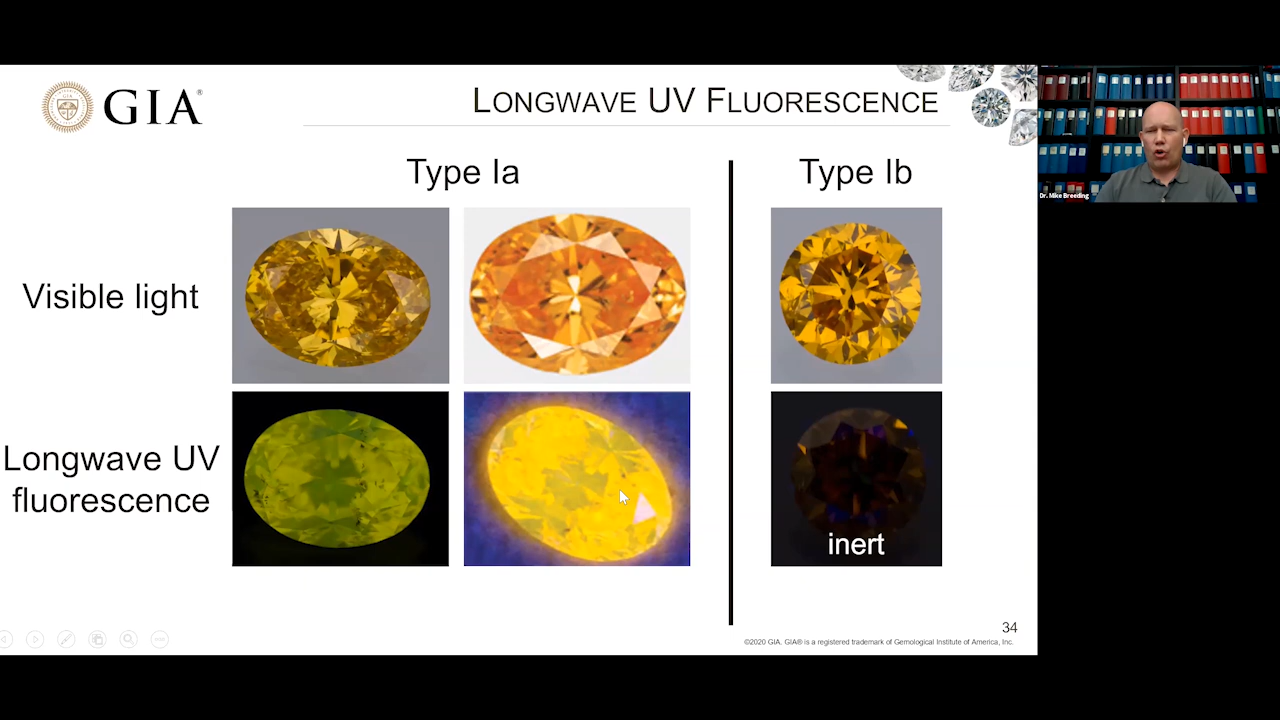 GIA®
LONGWAVE UV FLUORESCENCE
Type Ia
Type Ib
Visible light
Longwave UV
fluorescence
inert
34
©2020 GIA. GIA® is a registered trademark of Gemological Institute of America, Inc.
Dr. Mike Breeding